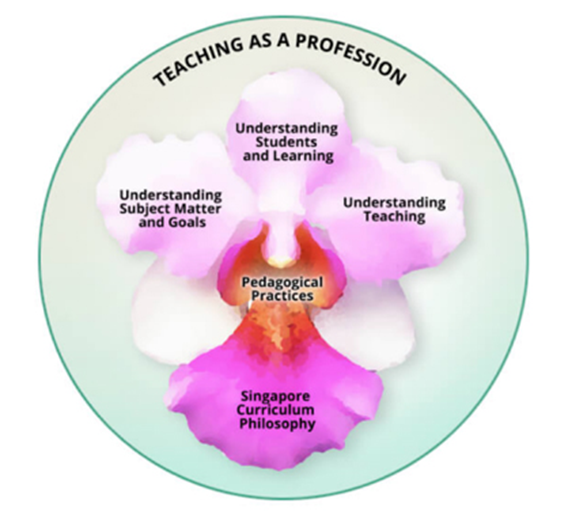 TEACHING AS A PROFESSION
Understanding
Students
and Learning
Understanding
Subject Matter
and Goals
Understanding
Teaching
Pedagogical
Practices
Singapore
Curriculum
Philosophy